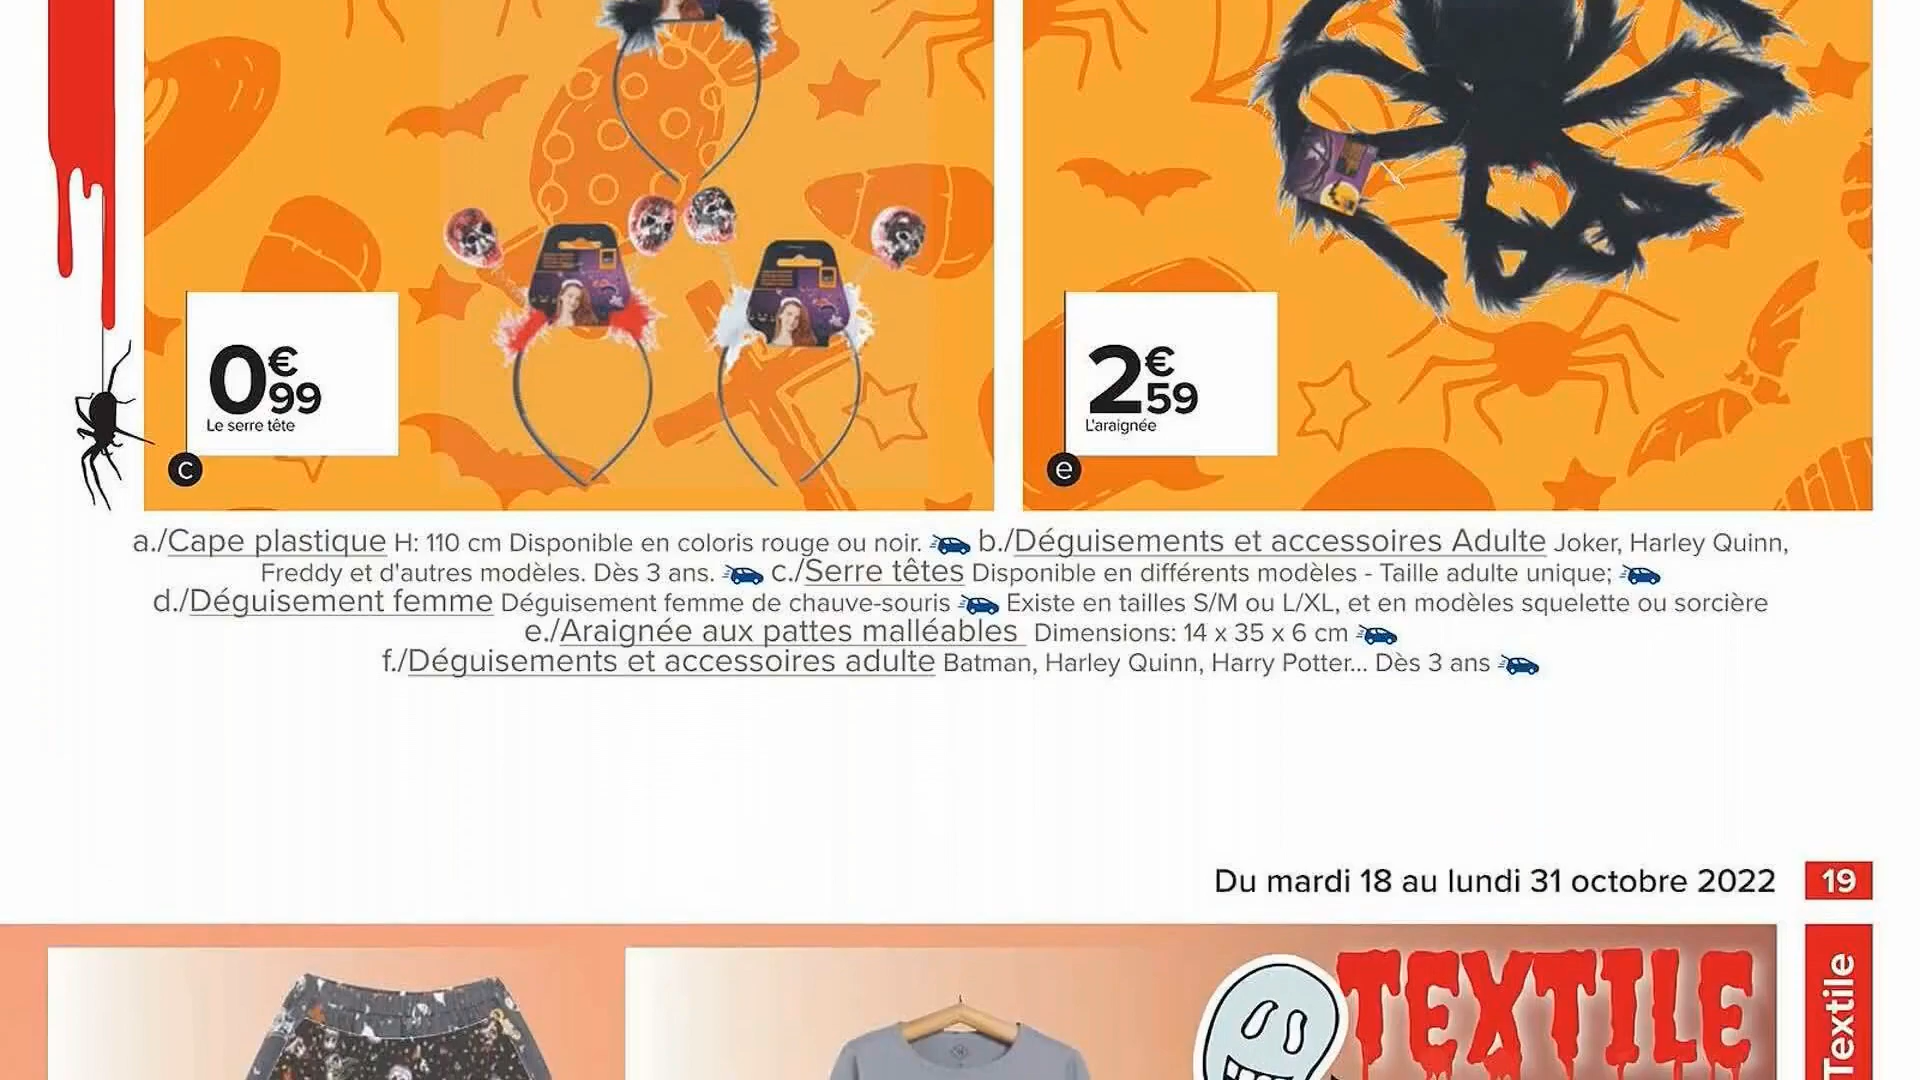 0€99
Le serre tête
c
2€59
L'araignée
e
a./Cape plastique H: 110 cm Disponible en coloris rouge ou noir. b./Déguisements et accessoires Adulte Joker, Harley Quinn,
Freddy et d'autres modèles. Dès 3 ans. c./Serre têtes Disponible en différents modèles - Taille adulte unique;
d./Déguisement femme Déguisement femme de chauve-souris Existe en tailles S/M ou L/XL, et en modèles squelette ou sorcière
e./Araignée aux pattes malléables Dimensions: 14 x 35 x 6 cm
f./Déguisements et accessoires adulte Batman, Harley Quinn, Harry Potter... Dès 3 ans
Du mardi 18 au lundi 31 octobre 2022 19
TEXTILE
Textile